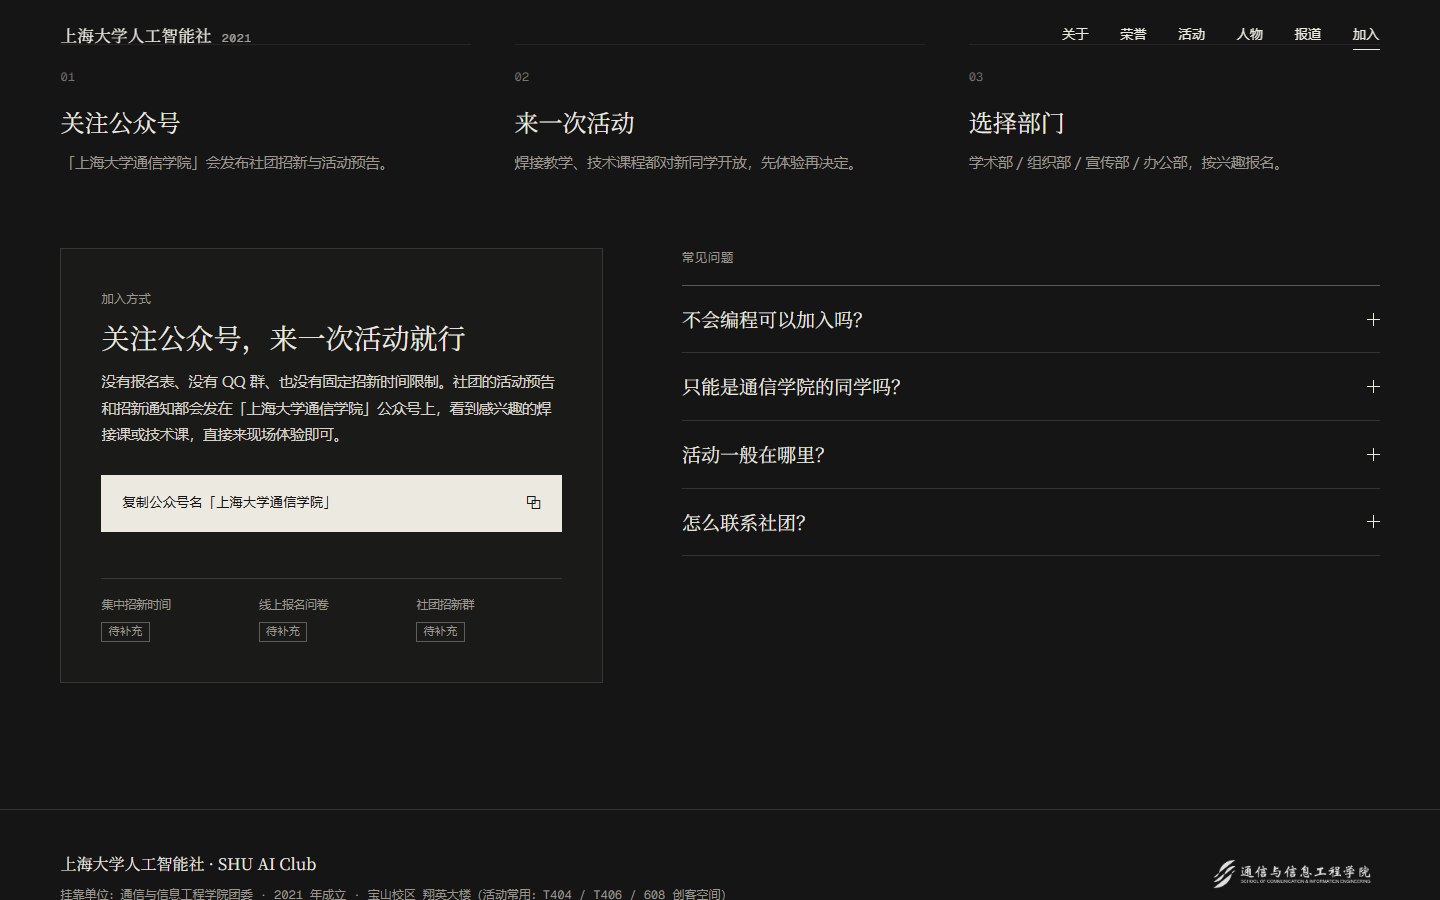 上海大学人工智能社 2021
关于 荣誉 活动 人物 报道 加入
01
关注公众号
「上海大学通信学院」会发布社团招新与活动预告。
02
来一次活动
焊接教学、技术课程都对新同学开放，先体验再决定。
03
选择部门
学术部 / 组织部 / 宣传部 / 办公部，按兴趣报名。
加入方式
关注公众号，来一次活动就行
没有报名表、没有 QQ 群、也没有固定招新时间限制。社团的活动预告
和招新通知都会发在「上海大学通信学院」公众号上，看到感兴趣的焊
接课或技术课，直接来现场体验即可。
复制公众号名「上海大学通信学院」
集中招新时间
待补充
线上报名问卷
待补充
社团招新群
待补充
常见问题
不会编程可以加入吗？
只能是通信学院的同学吗？
活动一般在哪里？
怎么联系社团？
上海大学人工智能社 · SHU AI Club
挂靠单位：通信与信息工程学院团委 · 2021 年成立 · 宝山校区 翔英大楼（活动常用：T404 / T406 / 608 创客空间）
通信与信息工程学院
SCHOOL OF COMMUNICATION & INFORMATION ENGINEERING